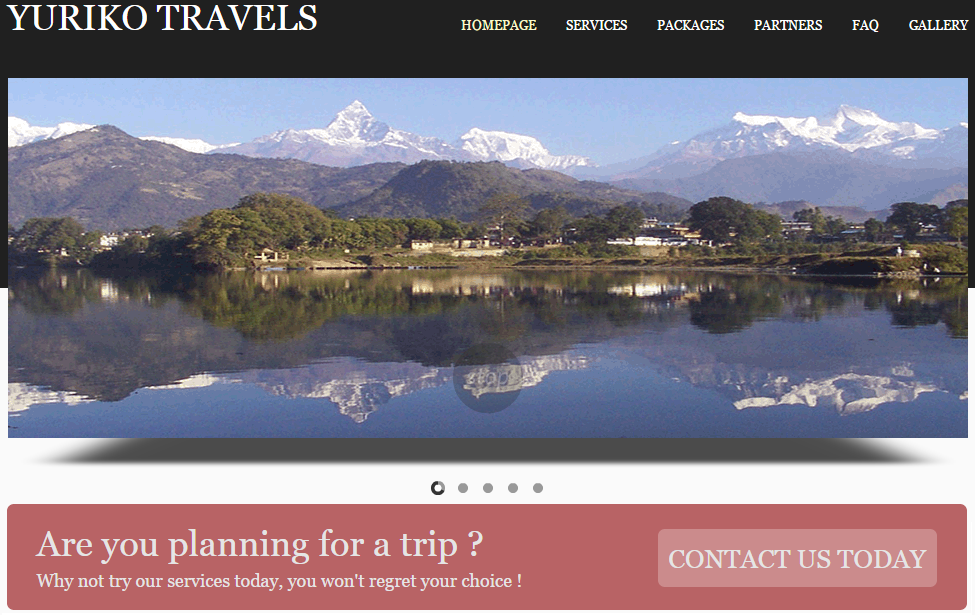 YURIKO TRAVELS
HOMEPAGE SERVICES PACKAGES PARTNERS FAQ GALLERY
stop
Are you planning for a trip ?
Why not try our services today, you won't regret your choice !
CONTACT US TODAY